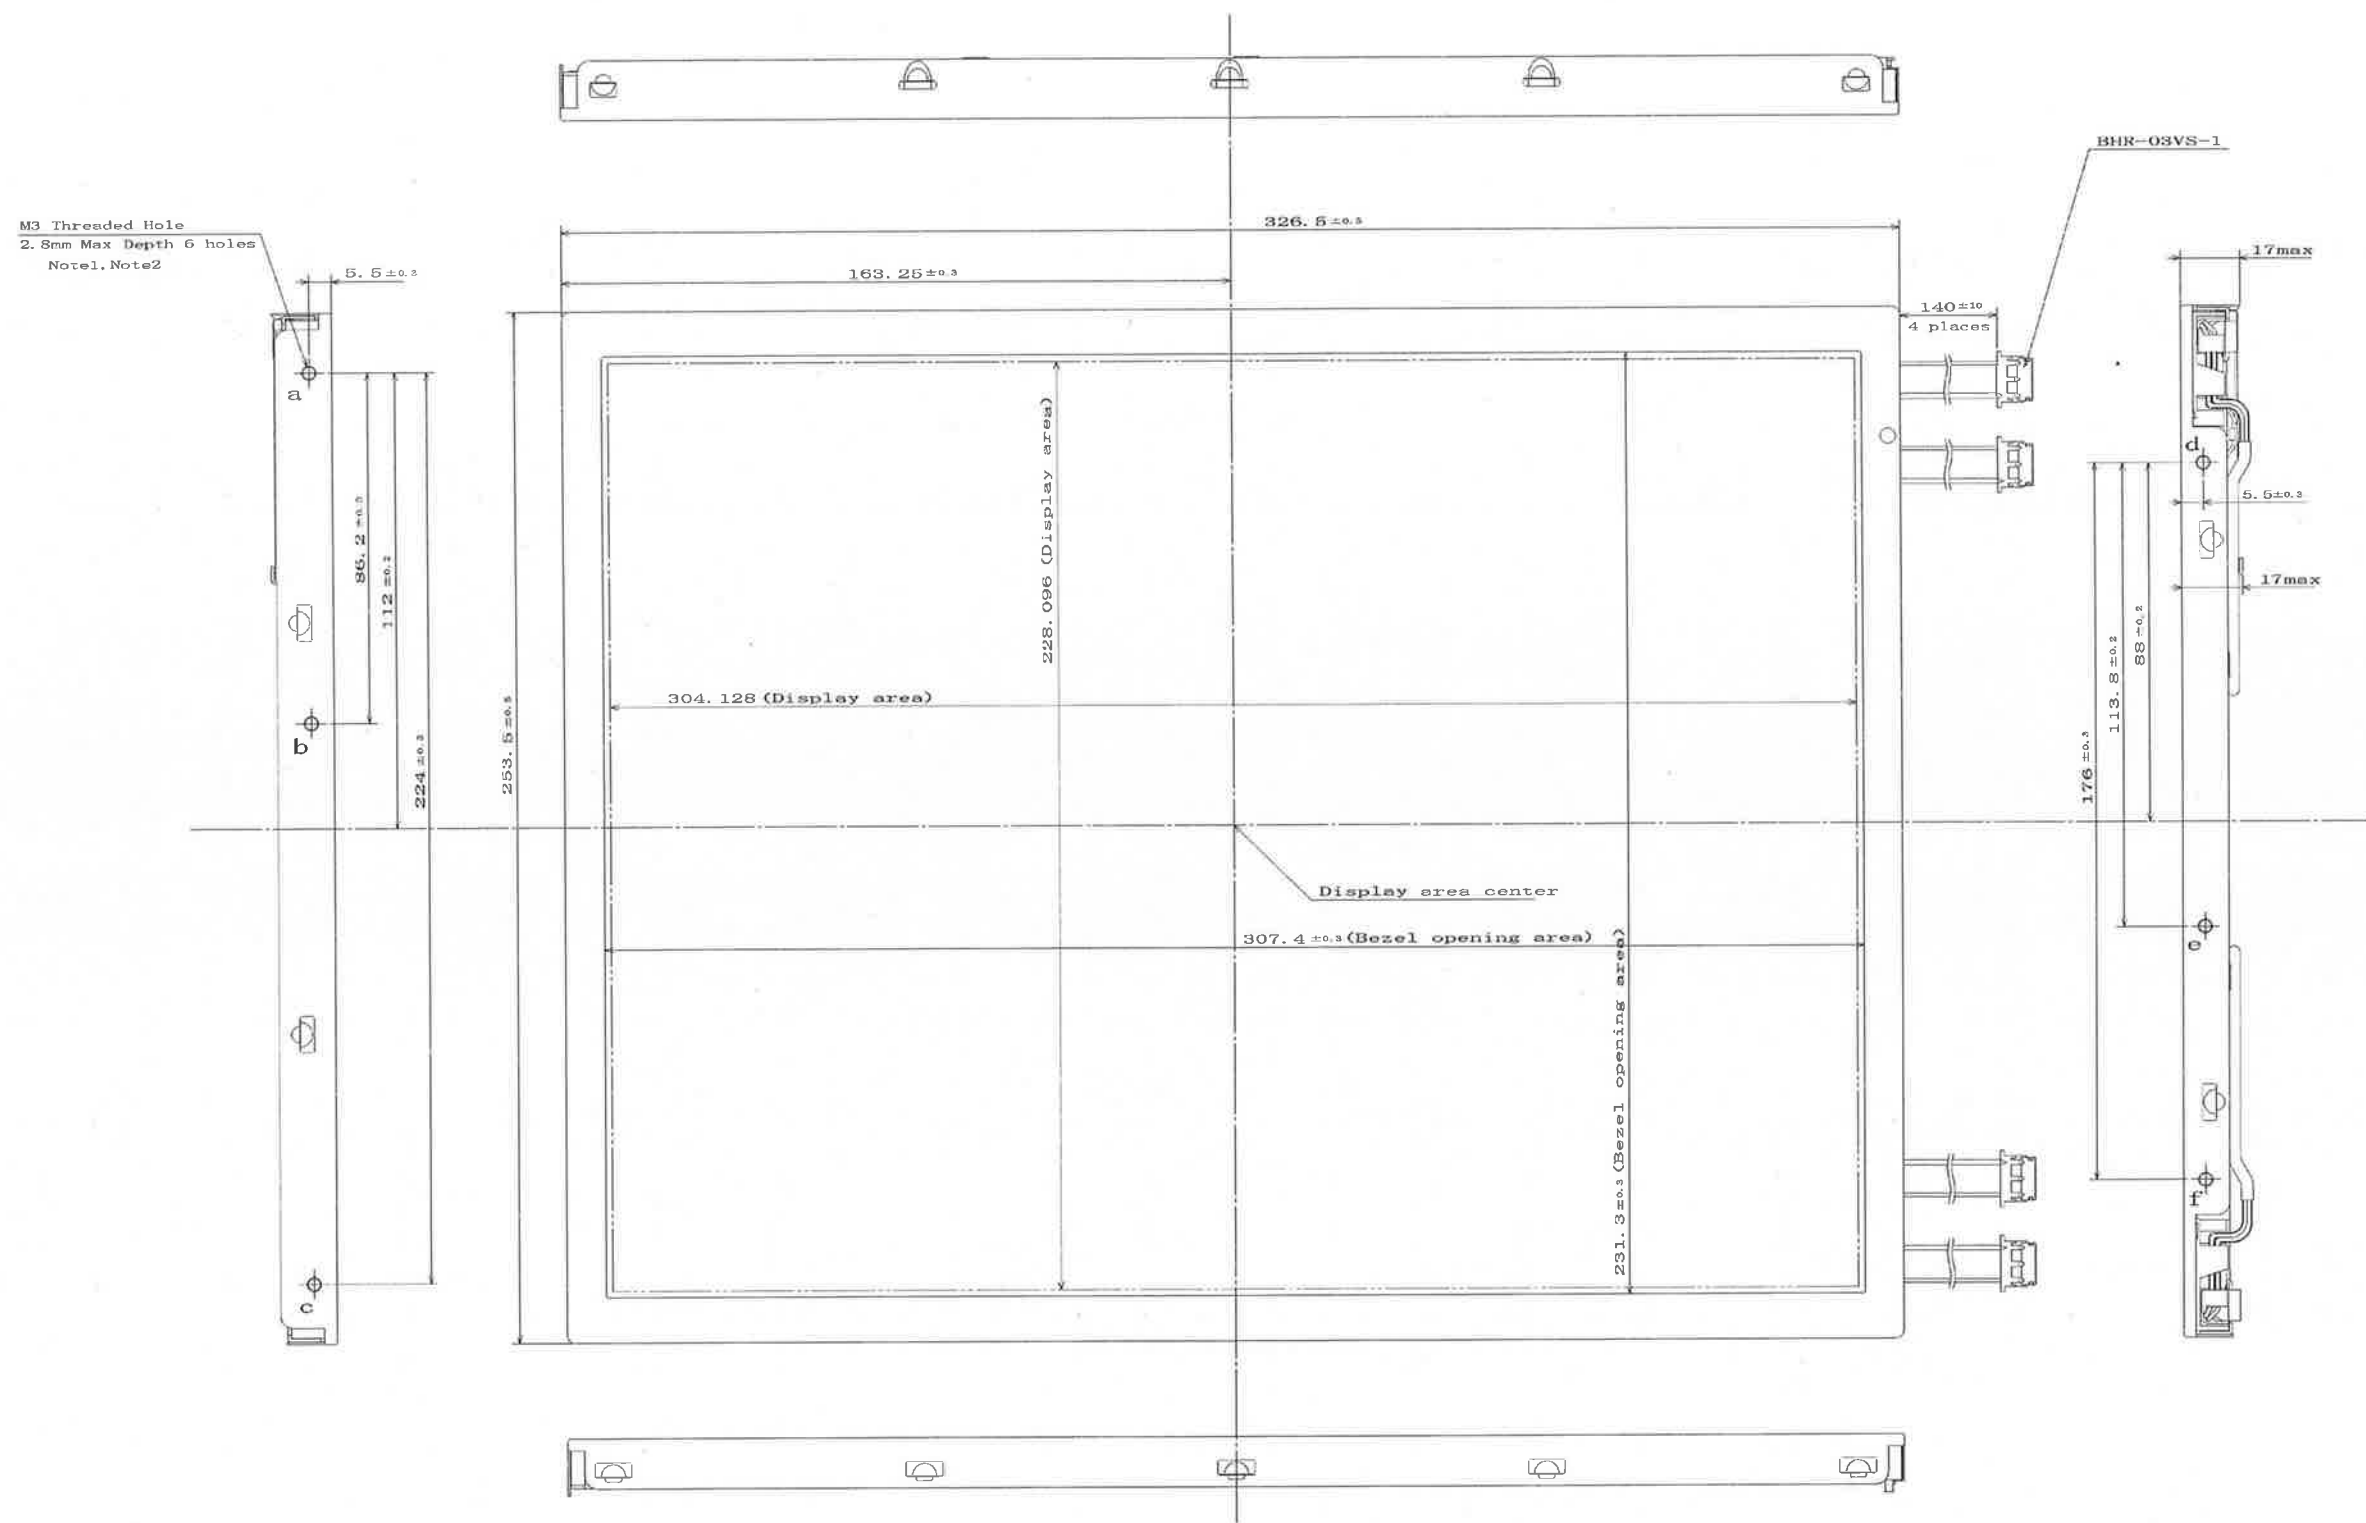 BHR-03VS-1
M3 Threaded Hole
2.8mm Max Depth 6 holes
Note1.Note2
326.5±0.5
17max
5.5±0.3
163.25±0.3
140±10
4 places
a
86.2±0.3
112±0.2
224±0.3
b
c
253.5±0.5
228.096 (Display area)
304.128 (Display area)
Display area center
307.4±0.3 (Bezel opening area)
231.3±0.3 (Bezel opening area)
d
5.5±0.3
17max
88±0.2
113.8±0.2
176±0.3
e
f